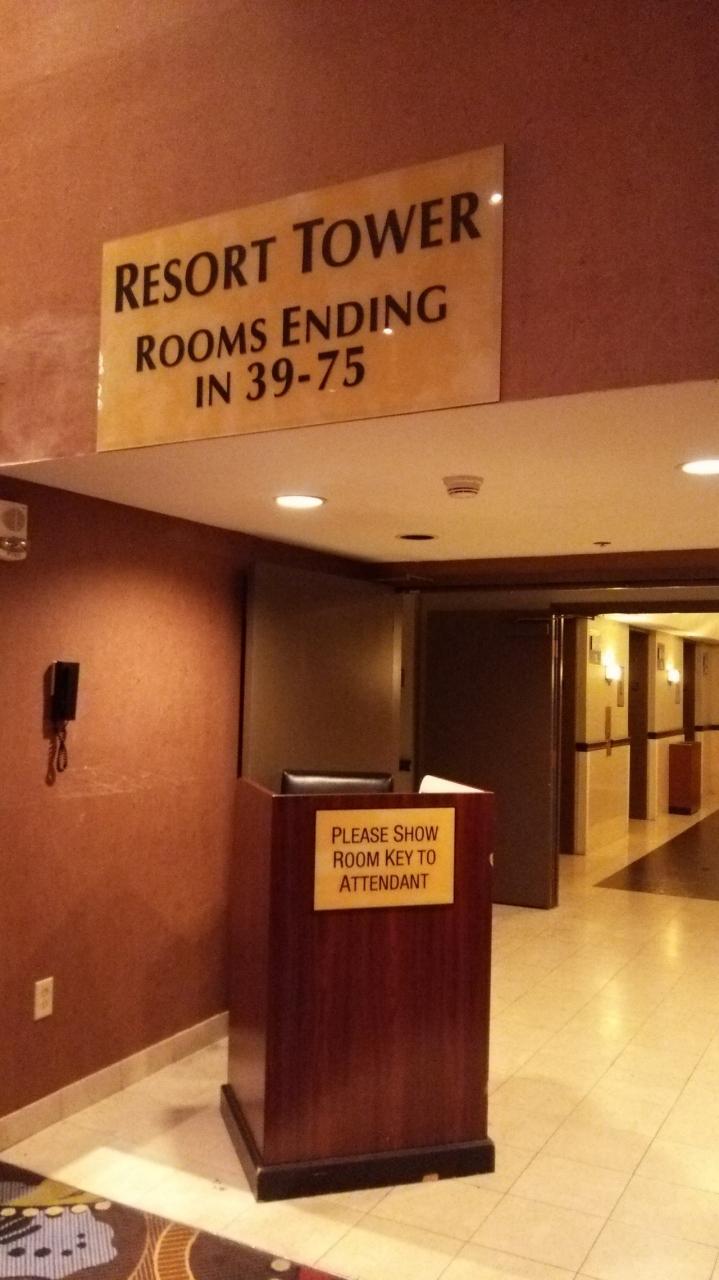 RESORT TOWER
ROOMS ENDING
IN 39-75
PLEASE SHOW
ROOM KEY TO
ATTENDANT